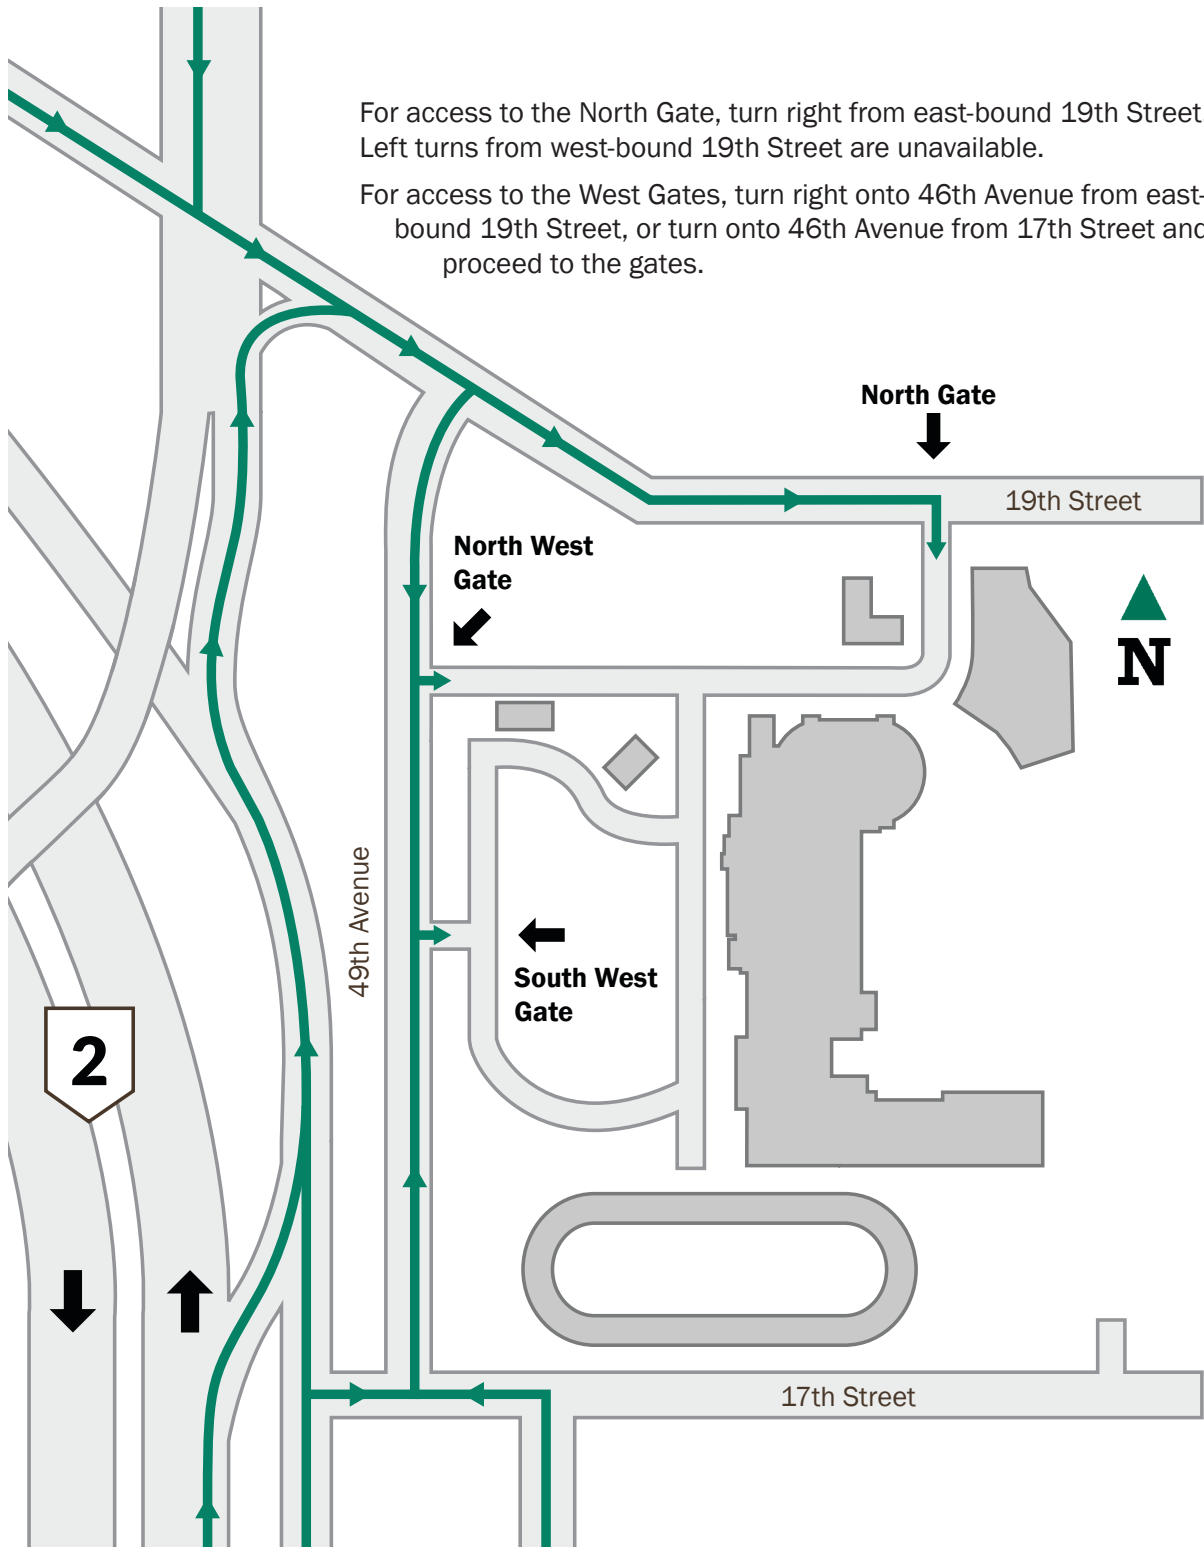 For access to the North Gate, turn right from east-bound 19th Street
Left turns from west-bound 19th Street are unavailable.
For access to the West Gates, turn right onto 46th Avenue from east-
bound 19th Street, or turn onto 46th Avenue from 17th Street and
proceed to the gates.
North Gate
19th Street
North West
Gate
N
49th Avenue
South West
Gate
2
17th Street